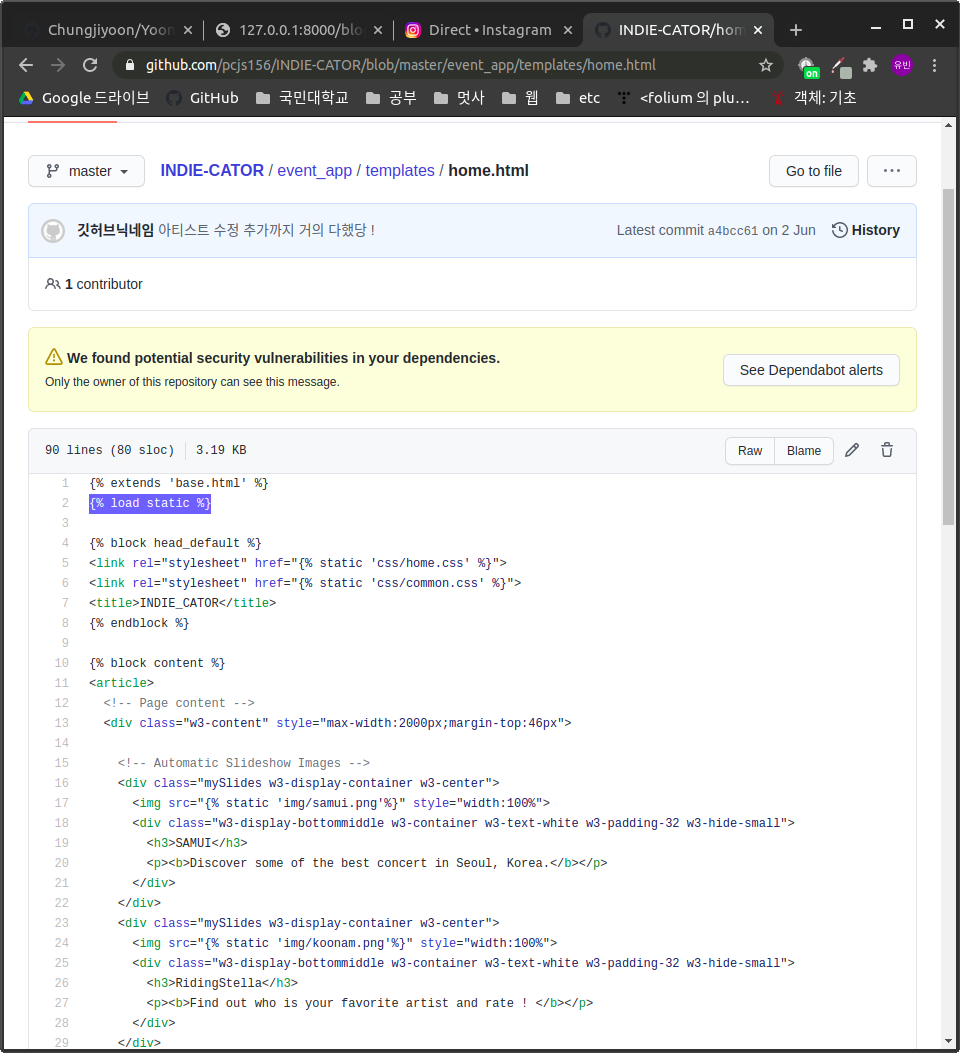 Chungjiyoon/Yoon
127.0.0.1:8000/blo
Direct • Instagram
INDIE-CATOR/hom
github.com/pcjs156/INDIE-CATOR/blob/master/event_app/templates/home.html
on
유빈
Google 드라이브
GitHub
국민대학교
공부
멋사
웹
etc
<folium 의 plu...
객체: 기초
master
INDIE-CATOR / event_app / templates / home.html
Go to file
...
깃허브닉네임 아티스트 수정 추가까지 거의 다했당 !
Latest commit a4bcc61 on 2 Jun
History
1 contributor
We found potential security vulnerabilities in your dependencies.
Only the owner of this repository can see this message.
See Dependabot alerts
90 lines (80 sloc)
3.19 KB
Raw
Blame
1 {% extends 'base.html' %}
2 {% load static %}
3
4 {% block head_default %}
5 <link rel="stylesheet" href="{% static 'css/home.css' %}">
6 <link rel="stylesheet" href="{% static 'css/common.css' %}">
7 <title>INDIE_CATOR</title>
8 {% endblock %}
9
10 {% block content %}
11 <article>
12 <!-- Page content -->
13 <div class="w3-content" style="max-width:2000px;margin-top:46px">
14
15 <!-- Automatic Slideshow Images -->
16 <div class="mySlides w3-display-container w3-center">
17 <img src="{% static 'img/samui.png'%}" style="width:100%">
18 <div class="w3-display-bottommiddle w3-container w3-text-white w3-padding-32 w3-hide-small">
19 <h3>SAMUI</h3>
20 <p><b>Discover some of the best concert in Seoul, Korea.</b></p>
21 </div>
22 </div>
23 <div class="mySlides w3-display-container w3-center">
24 <img src="{% static 'img/koonam.png'%}" style="width:100%">
25 <div class="w3-display-bottommiddle w3-container w3-text-white w3-padding-32 w3-hide-small">
26 <h3>RidingStella</h3>
27 <p><b>Find out who is your favorite artist and rate ! </b></p>
28 </div>
29 </div>